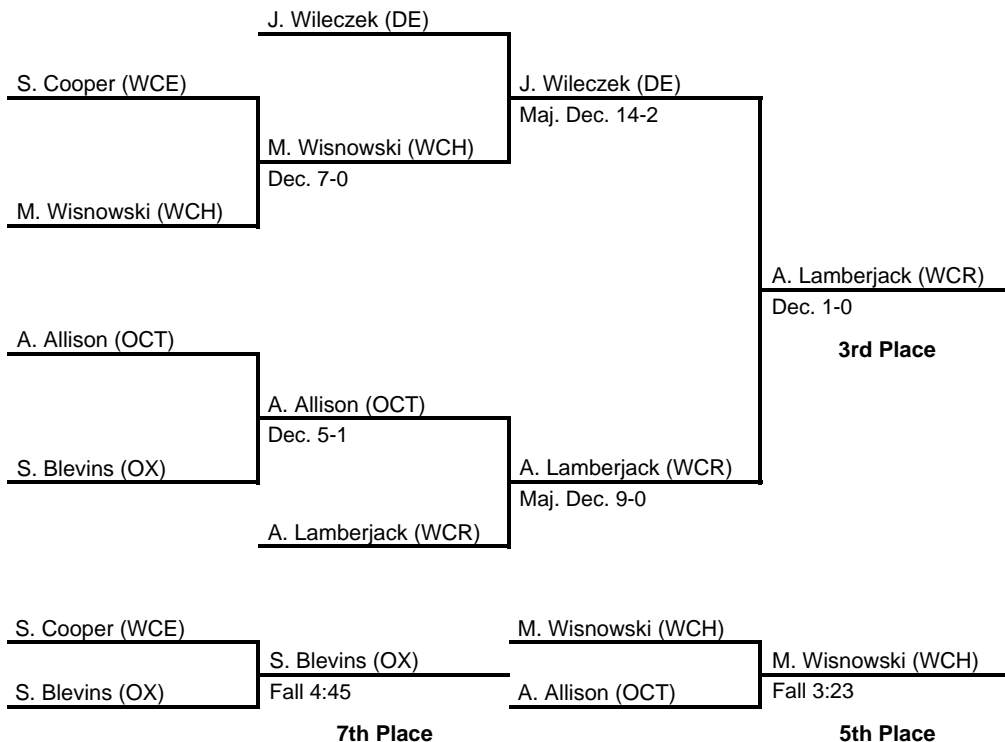 J. Wileczek (DE)
S. Cooper (WCE)
J. Wileczek (DE)
Maj. Dec. 14-2
M. Wisnowski (WCH)
Dec. 7-0
M. Wisnowski (WCH)
A. Lamberjack (WCR)
Dec. 1-0
3rd Place
A. Allison (OCT)
A. Allison (OCT)
Dec. 5-1
S. Blevins (OX)
A. Lamberjack (WCR)
Maj. Dec. 9-0
A. Lamberjack (WCR)
S. Cooper (WCE)
S. Blevins (OX)
S. Blevins (OX)
Fall 4:45
7th Place
M. Wisnowski (WCH)
A. Allison (OCT)
M. Wisnowski (WCH)
Fall 3:23
5th Place